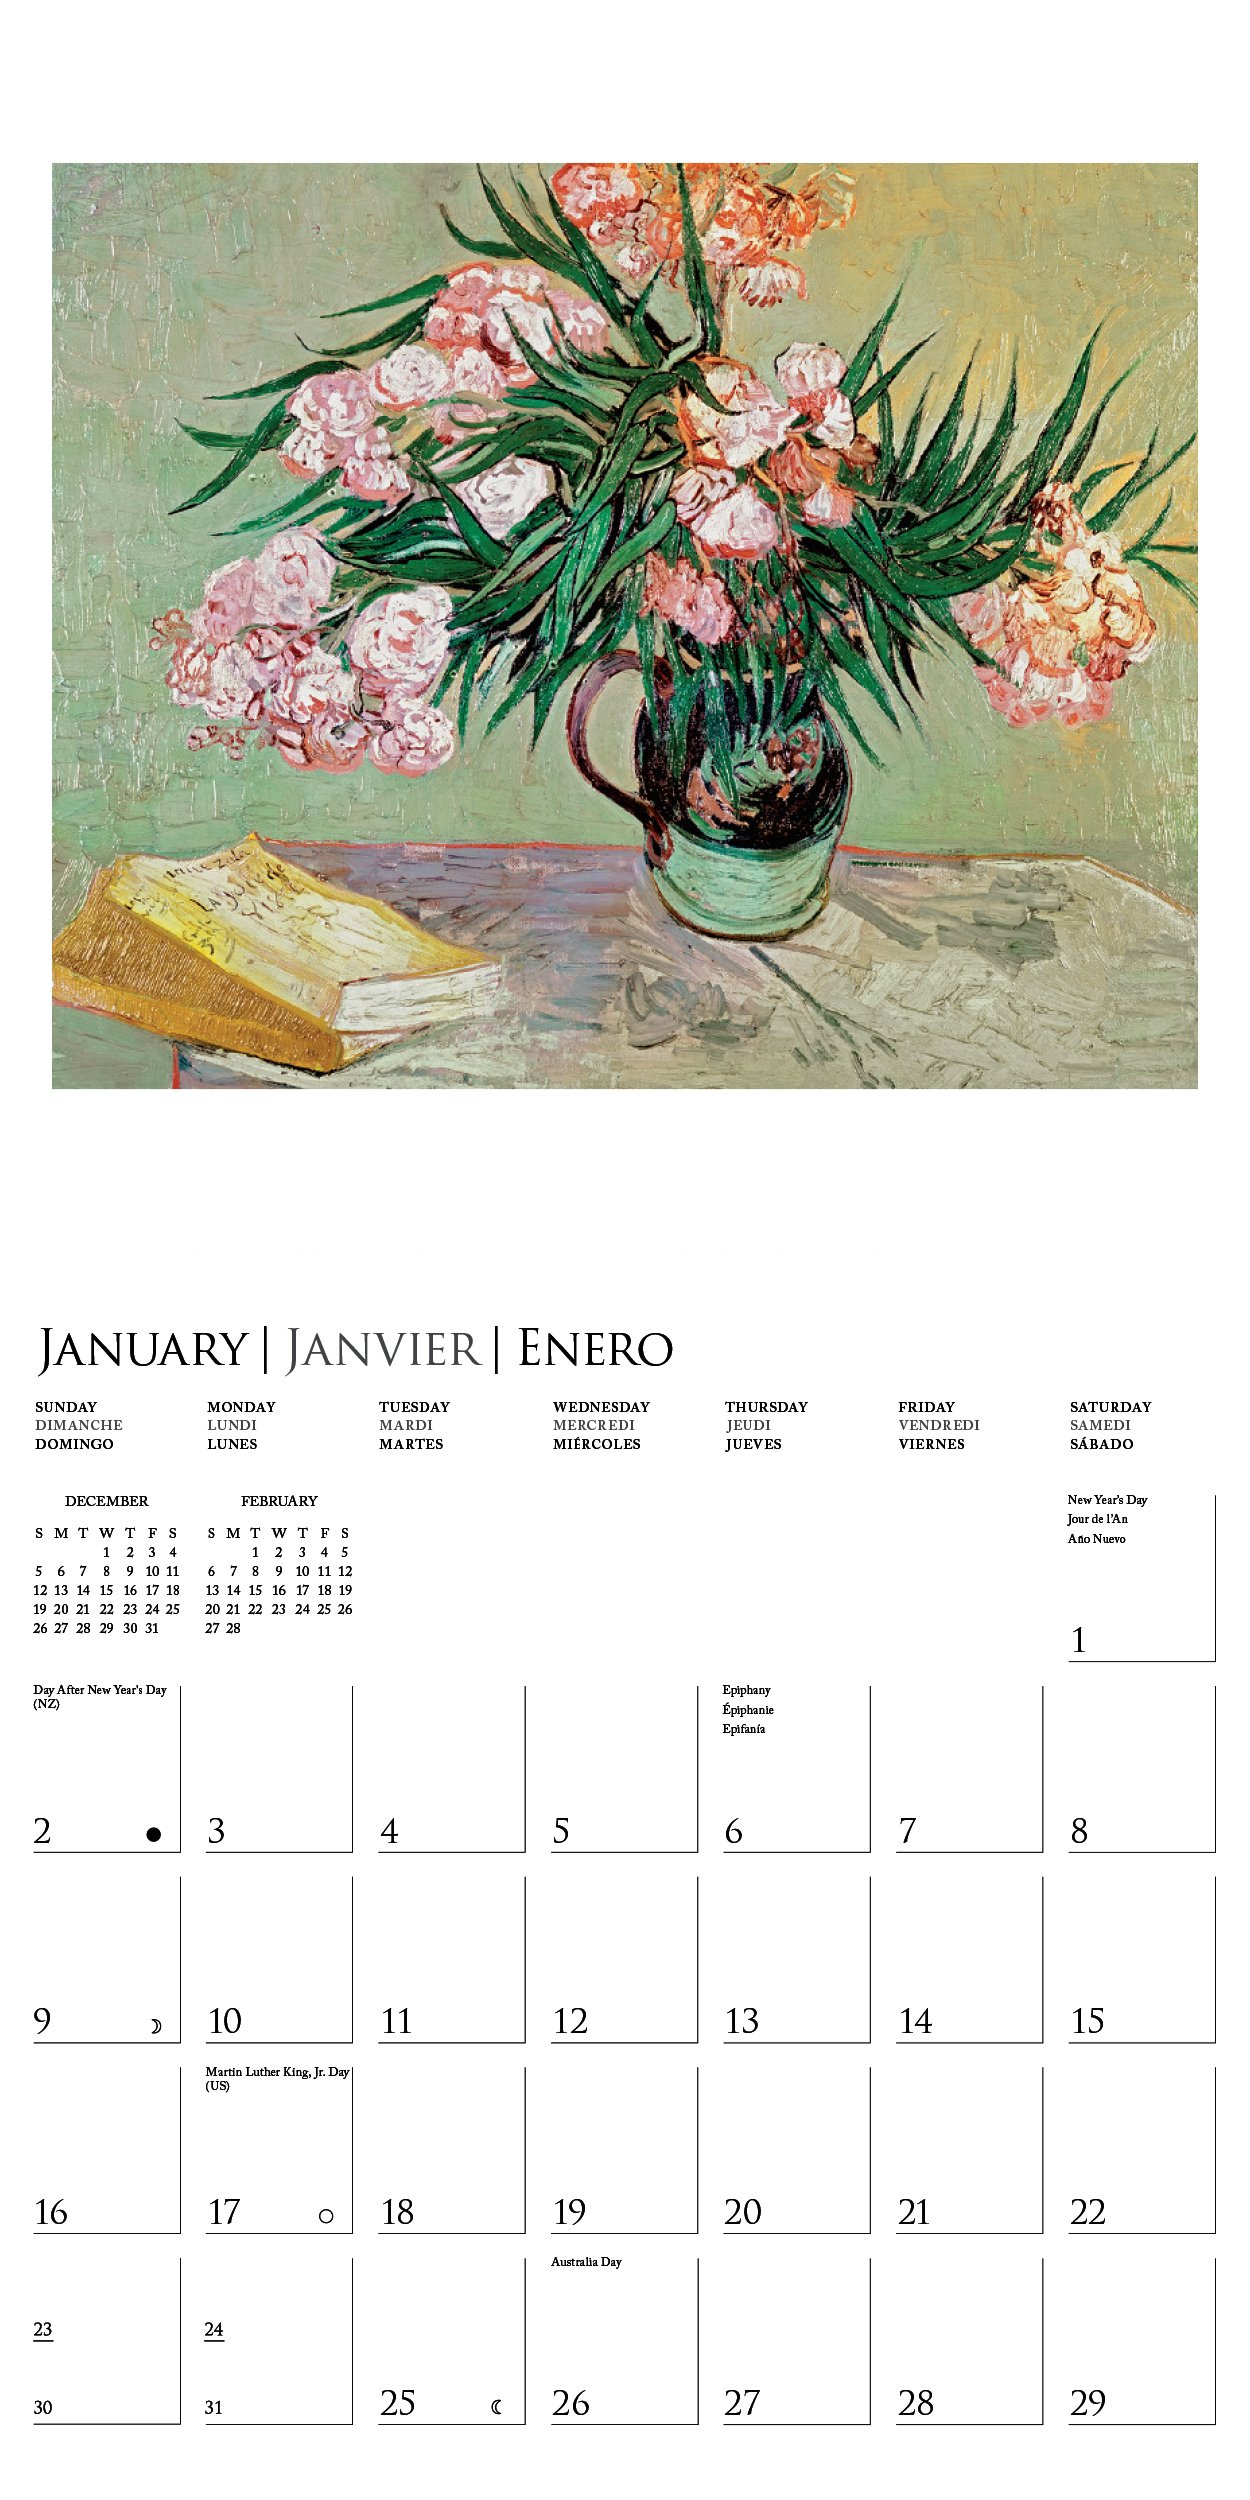 LA JOIE DE
JANUARY | JANVIER | ENERO
SUNDAY MONDAY TUESDAY WEDNESDAY THURSDAY FRIDAY SATURDAY
DIMANCHE LUNDI MARDI MERCREDI JEUDI VENDREDI SAMEDI
DOMINGO LUNES MARTES MIÉRCOLES JUEVES VIERNES SÁBADO
DECEMBER
S M T W T F S
1 2 3 4
5 6 7 8 9 10 11
12 13 14 15 16 17 18
19 20 21 22 23 24 25
26 27 28 29 30 31
FEBRUARY
S M T W T F S
1 2 3 4 5
6 7 8 9 10 11 12
13 14 15 16 17 18 19
20 21 22 23 24 25 26
27 28
New Year's Day
Jour de l'An
Año Nuevo
1
Day After New Year's Day
(NZ)
2
3
4
5
Epiphany
Épiphanie
Epifanía
6
7
8
9
10
11
12
13
14
15
16
Martin Luther King, Jr. Day
(US)
17
18
19
20
21
22
23
30
24
31
25
Australia Day
26
27
28
29